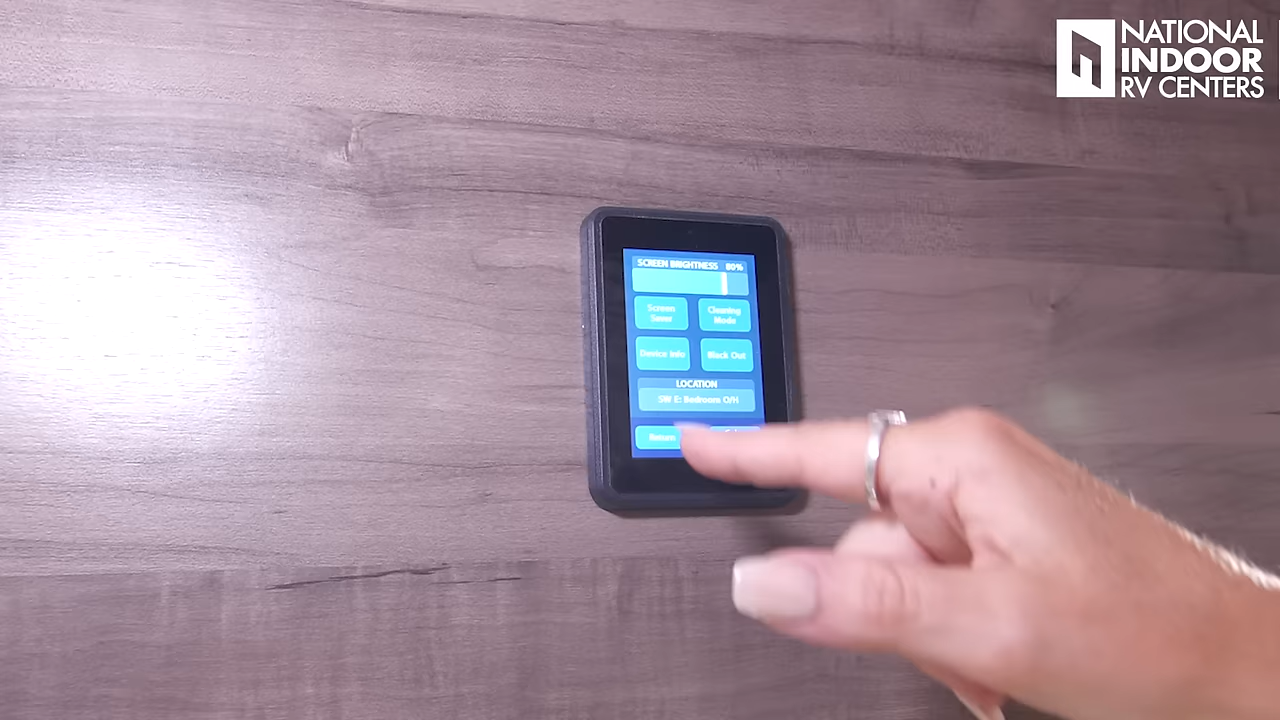 NATIONAL
INDOOR
RV CENTERS
SCREEN BRIGHTNESS 80%
Screen
Saver
Cleaning
Mode
Device Info
Black Out
LOCATION
SW E: Bedroom O/H
Return